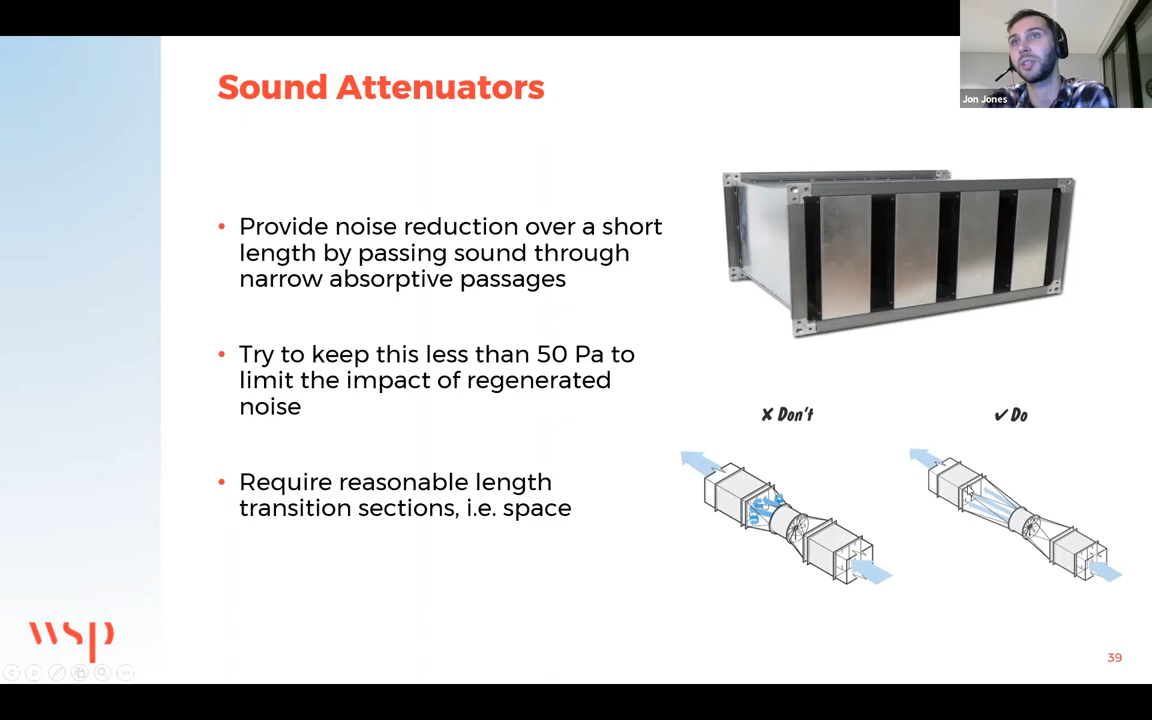 Sound Attenuators
Jon Jones
• Provide noise reduction over a short
length by passing sound through
narrow absorptive passages
• Try to keep this less than 50 Pa to
limit the impact of regenerated
noise
• Require reasonable length
transition sections, i.e. space
✗ Don't
✓ Do
wsp
39